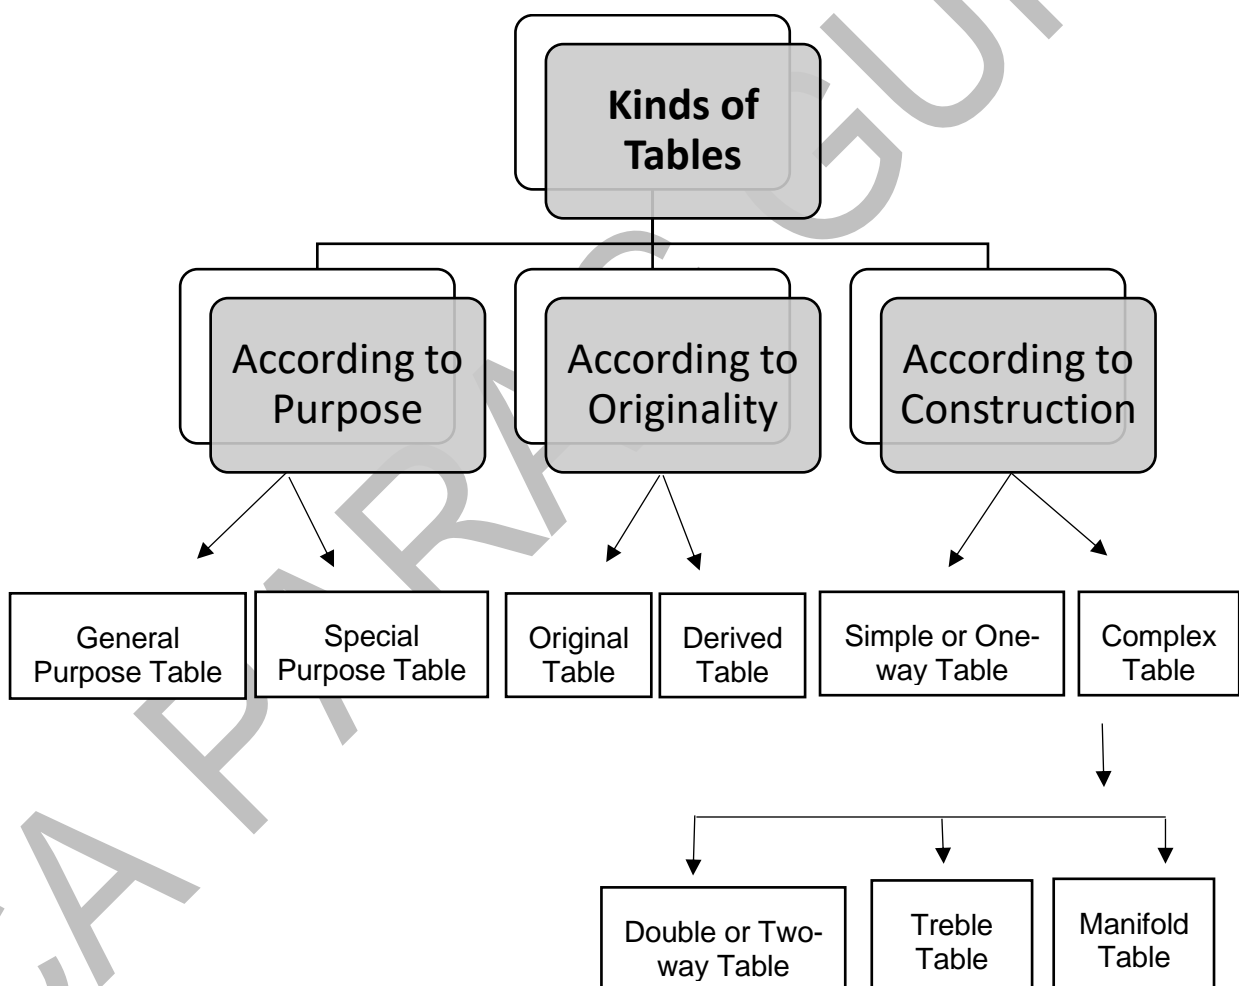 Kinds of
Tables
According to
Purpose
According to
Originality
According to
Construction
General
Purpose Table
Special
Purpose Table
Original
Table
Derived
Table
Simple or One-
way Table
Complex
Table
Double or Two-
way Table
Treble
Table
Manifold
Table
CA PARAG